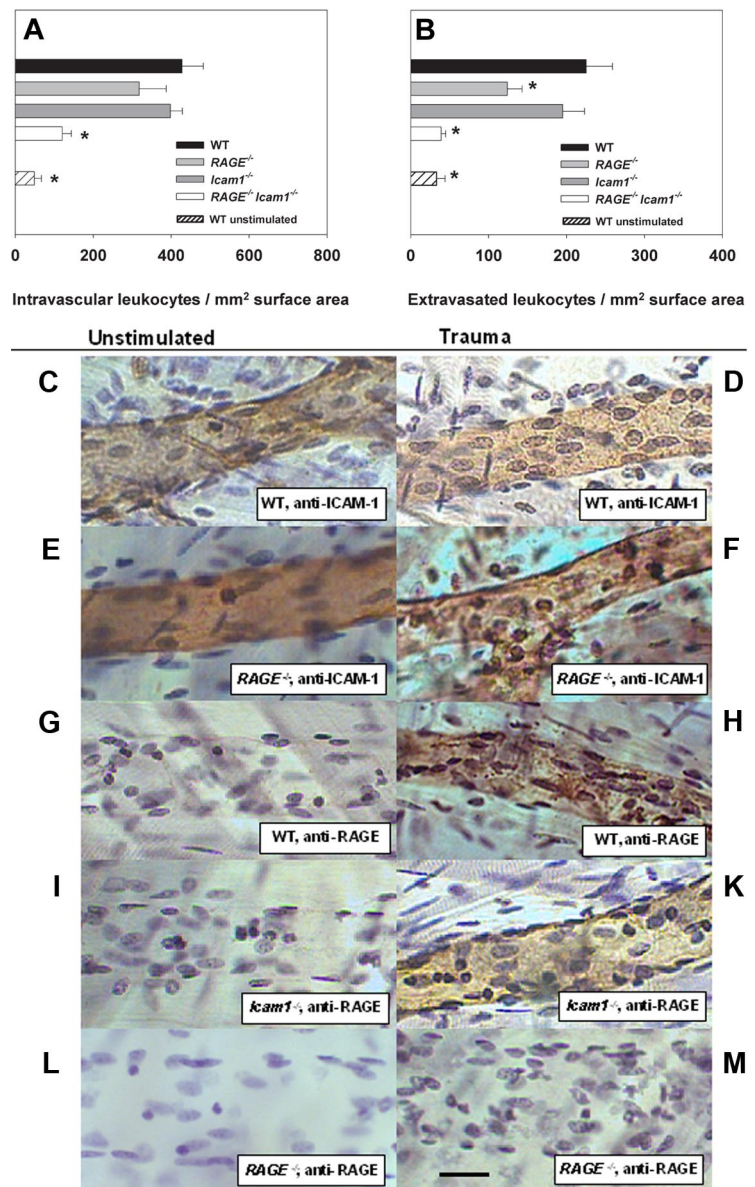 A
WT
RAGE-/-
Icam1-/-
RAGE-/- Icam1-/-
WT unstimulated
0 200 400 600 800
Intravascular leukocytes / mm2 surface area
B
WT
RAGE-/-
Icam1-/-
RAGE-/- Icam1-/-
WT unstimulated
0 100 200 300 400
Extravasated leukocytes / mm2 surface area
*
*
*
*
*
Unstimulated Trauma
C
WT, anti-ICAM-1
D
WT, anti-ICAM-1
E
RAGE-/-, anti-ICAM-1
F
RAGE-/-, anti-ICAM-1
G
WT, anti-RAGE
H
WT, anti-RAGE
I
Icam1-/-, anti-RAGE
K
Icam1-/-, anti-RAGE
L
RAGE-/-, anti-RAGE
M
RAGE-/-, anti-RAGE